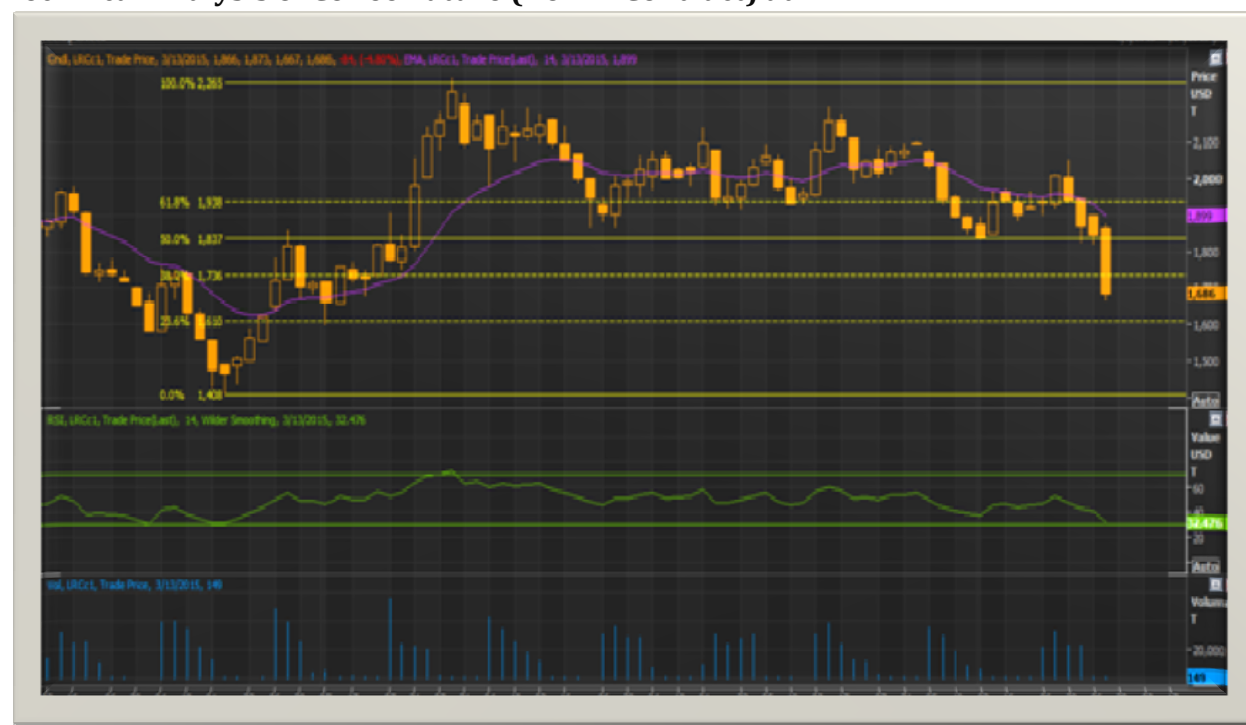 Cndl, LRCc1, Trade Price, 3/13/2015, 1,866, 1,873, 1,667, 1,686, EMA, LRCc1, Trade Price(Last), 14, 3/13/2015, 1,899
Price
USD
T
100.0% 2,265
2,100
2,000
61.8% 1,938
1,899
50.0% 1,837
1,800
1,736
1,686
23.6% 1,610
1,600
1,500
0.0% 1,408
Auto
RSI, LRCc1, Trade Price(Last), 14, Wilder Smoothing, 3/13/2015, 32.476
Value
USD
T
60
40
32.476
20
Auto
Vol, LRCc1, Trade Price, 3/13/2015, 149
Volume
T
20,000
149